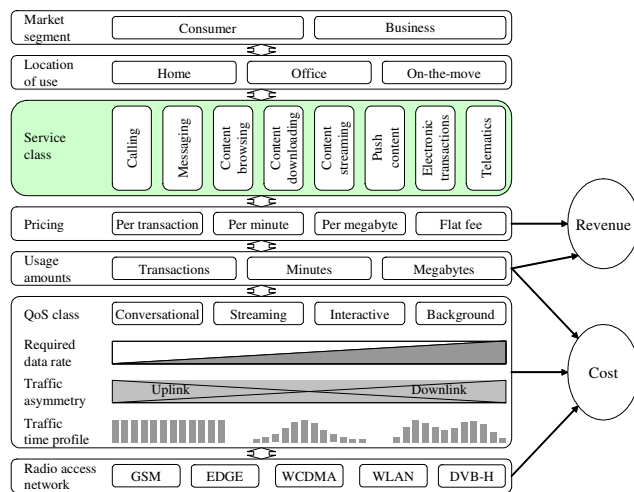 Market
segment
Consumer
Business
Location
of use
Home
Office
On-the-move
Service
class
Calling
Messaging
Content
browsing
Content
downloading
Content
streaming
Push
content
Electronic
transactions
Telematics
Pricing
Per transaction
Per minute
Per megabyte
Flat fee
Revenue
Usage
amounts
Transactions
Minutes
Megabytes
QoS class
Conversational
Streaming
Interactive
Background
Required
data rate
Traffic
asymmetry
Uplink
Downlink
Cost
Traffic
time profile
Radio access
network
GSM
EDGE
WCDMA
WLAN
DVB-H